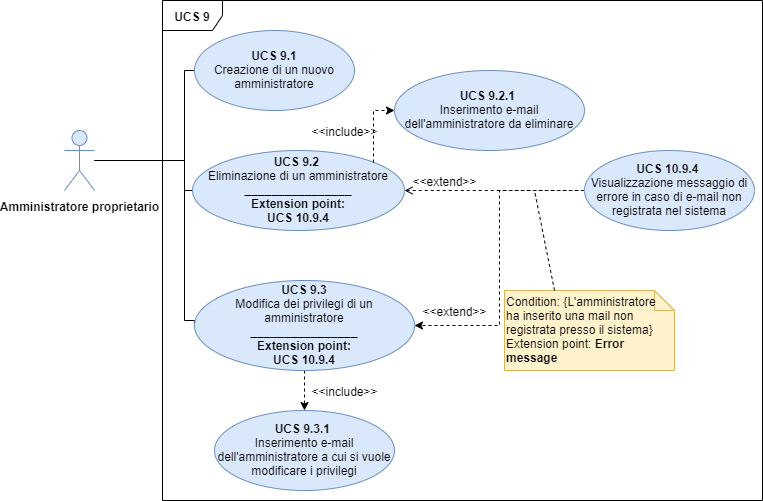 UCS 9
UCS 9.1
Creazione di un nuovo
amministratore
UCS 9.2.1
Inserimento e-mail
dell'amministratore da eliminare
<<include>>
UCS 9.2
Eliminazione di un amministratore
Extension point:
UCS 10.9.4
<<extend>>
UCS 10.9.4
Visualizzazione messaggio di
errore in caso di e-mail non
registrata nel sistema
Amministratore proprietario
UCS 9.3
Modifica dei privilegi di un
amministratore
Extension point:
UCS 10.9.4
<<extend>>
Condition: {L'amministratore
ha inserito una mail non
registrata presso il sistema}
Extension point: Error
message
<<include>>
UCS 9.3.1
Inserimento e-mail
dell'amministratore a cui si vuole
modificare i privilegi